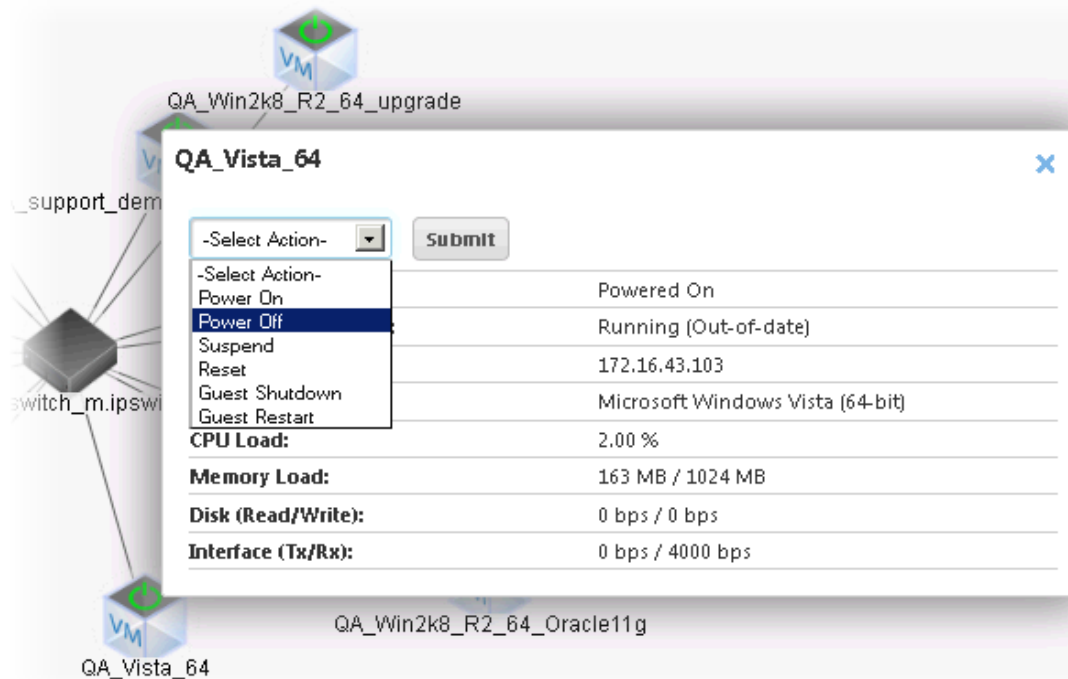 VM
QA_Win2k8_R2_64_upgrade
QA_Vista_64
_support_dem
-Select Action-
Submit
-Select Action-
Power On
Power Off
Suspend
Reset
Guest Shutdown
Guest Restart
Powered On
:
Running (Out-of-date)
172.16.43.103
Microsoft Windows Vista (64-bit)
switch_m.ipswi
CPU Load:
2.00 %
Memory Load:
163 MB / 1024 MB
Disk (Read/Write):
0 bps / 0 bps
Interface (Tx/Rx):
0 bps / 4000 bps
VM
QA_Win2k8_R2_64_Oracle11g
QA_Vista_64